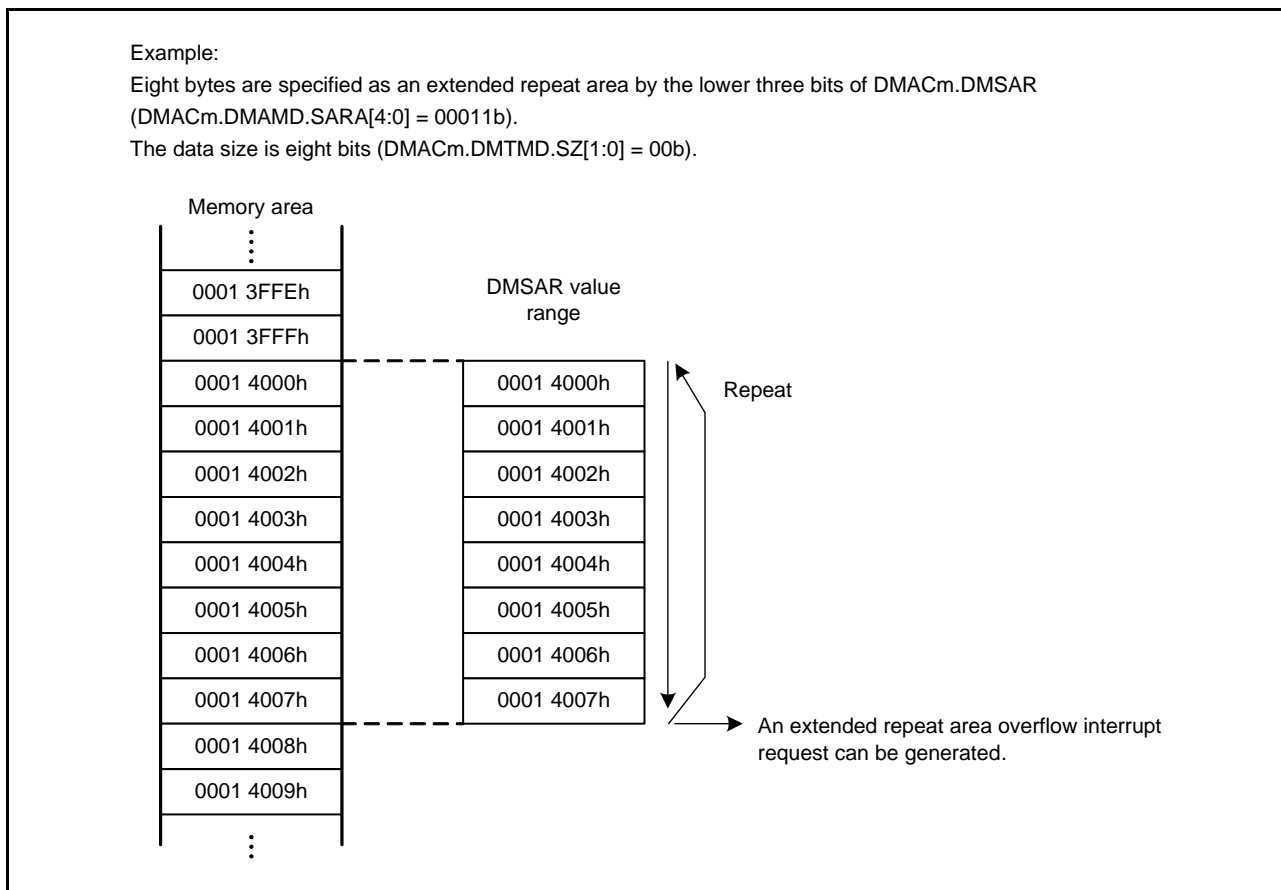 Example:
Eight bytes are specified as an extended repeat area by the lower three bits of DMACm.DMSAR
(DMACm.DMAMD.SARA[4:0] = 00011b).
The data size is eight bits (DMACm.DMTMD.SZ[1:0] = 00b).
Memory area
0001 3FFEh
0001 3FFFh
0001 4000h
0001 4001h
0001 4002h
0001 4003h
0001 4004h
0001 4005h
0001 4006h
0001 4007h
0001 4008h
0001 4009h
DMSAR value
range
0001 4000h
0001 4001h
0001 4002h
0001 4003h
0001 4004h
0001 4005h
0001 4006h
0001 4007h
Repeat
An extended repeat area overflow interrupt
request can be generated.